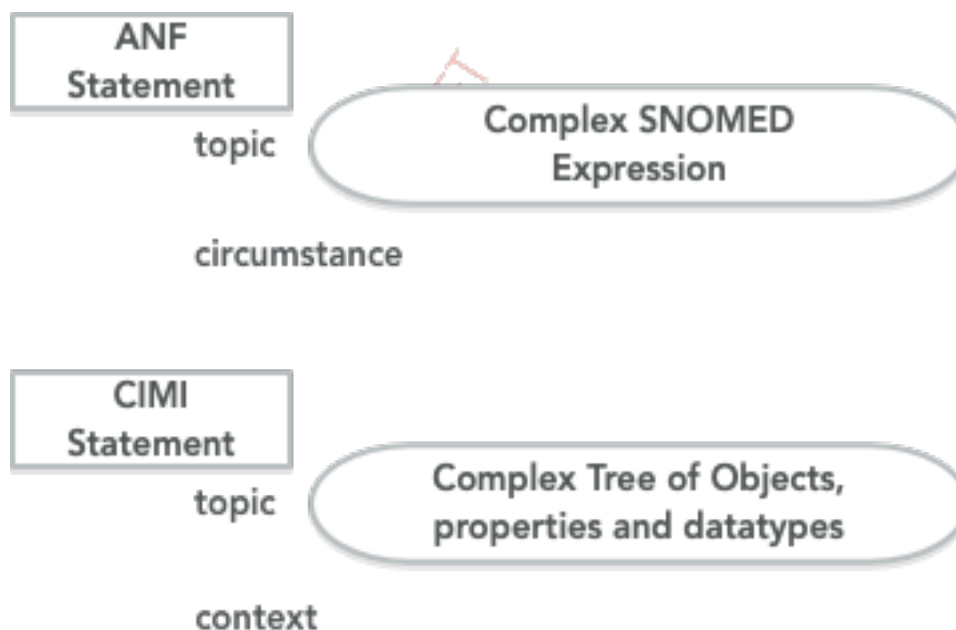 ANF
Statement
topic
Complex SNOMED
Expression
circumstance
CIMI
Statement
topic
Complex Tree of Objects,
properties and datatypes
context